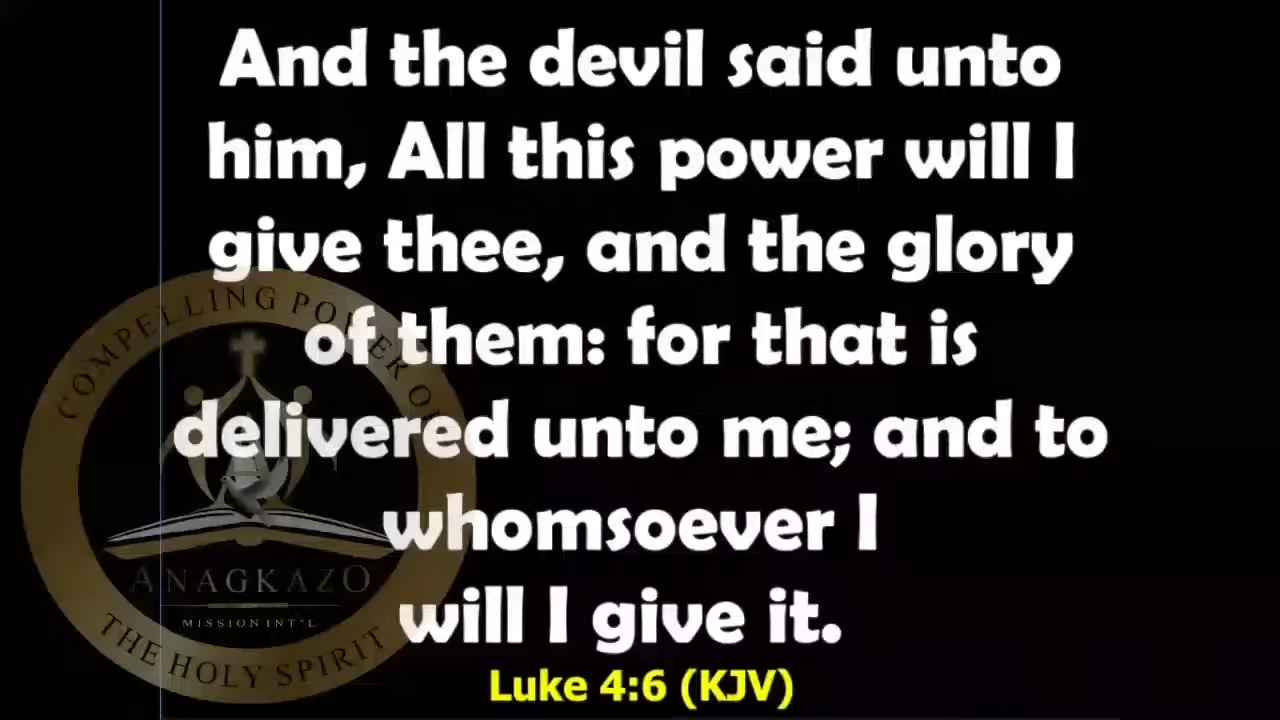 And the devil said unto
him, All this power will I
give thee, and the glory
of them: for that is
delivered unto me; and to
whomsoever I
will I give it.
Luke 4:6 (KJV)
COMPELLING POWER OF
ANAGKAZO
MISSION INT'L
THE HOLY SPIRIT